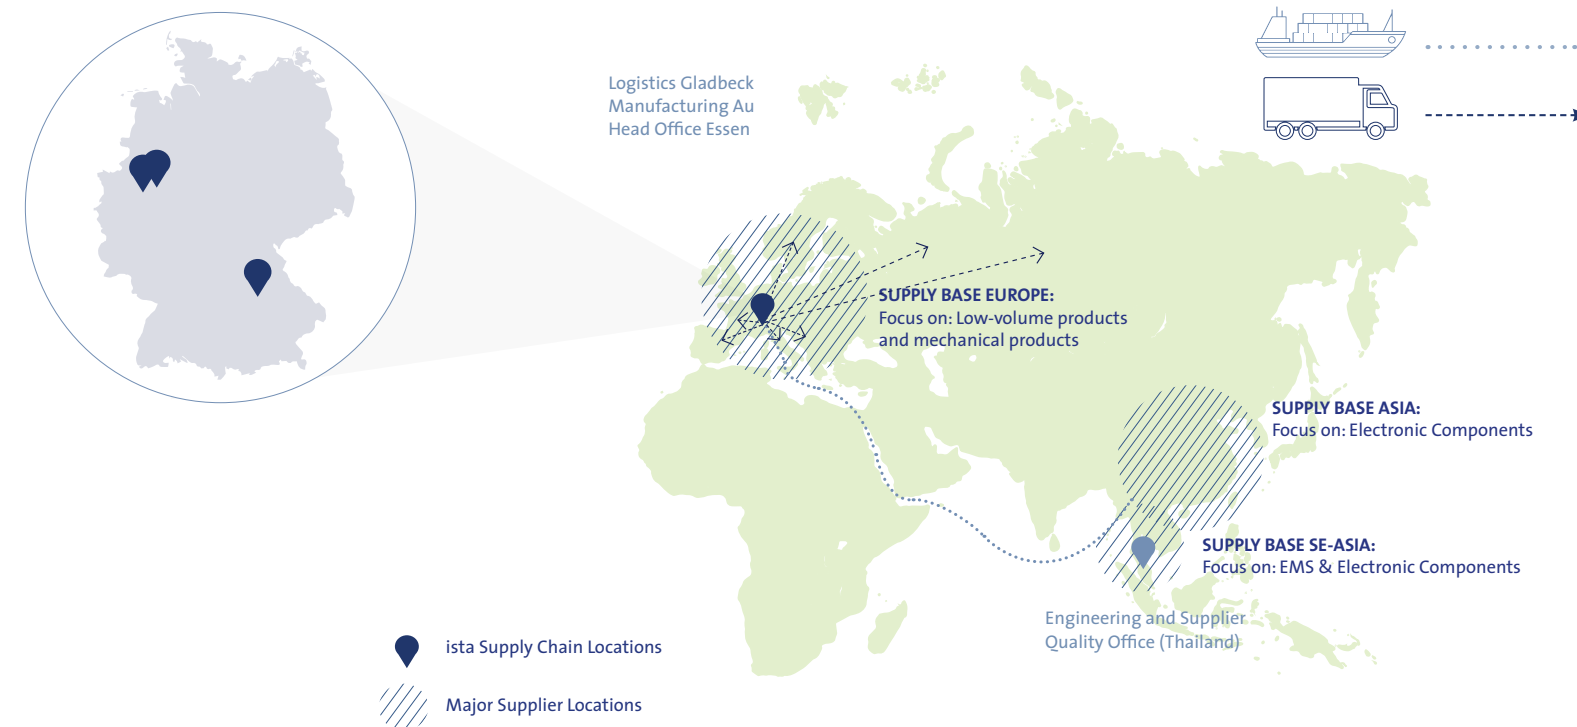 Logistics Gladbeck
Manufacturing Au
Head Office Essen
SUPPLY BASE EUROPE:
Focus on: Low-volume products
and mechanical products
SUPPLY BASE ASIA:
Focus on: Electronic Components
SUPPLY BASE SE-ASIA:
Focus on: EMS & Electronic Components
Engineering and Supplier
Quality Office (Thailand)
ista Supply Chain Locations
Major Supplier Locations